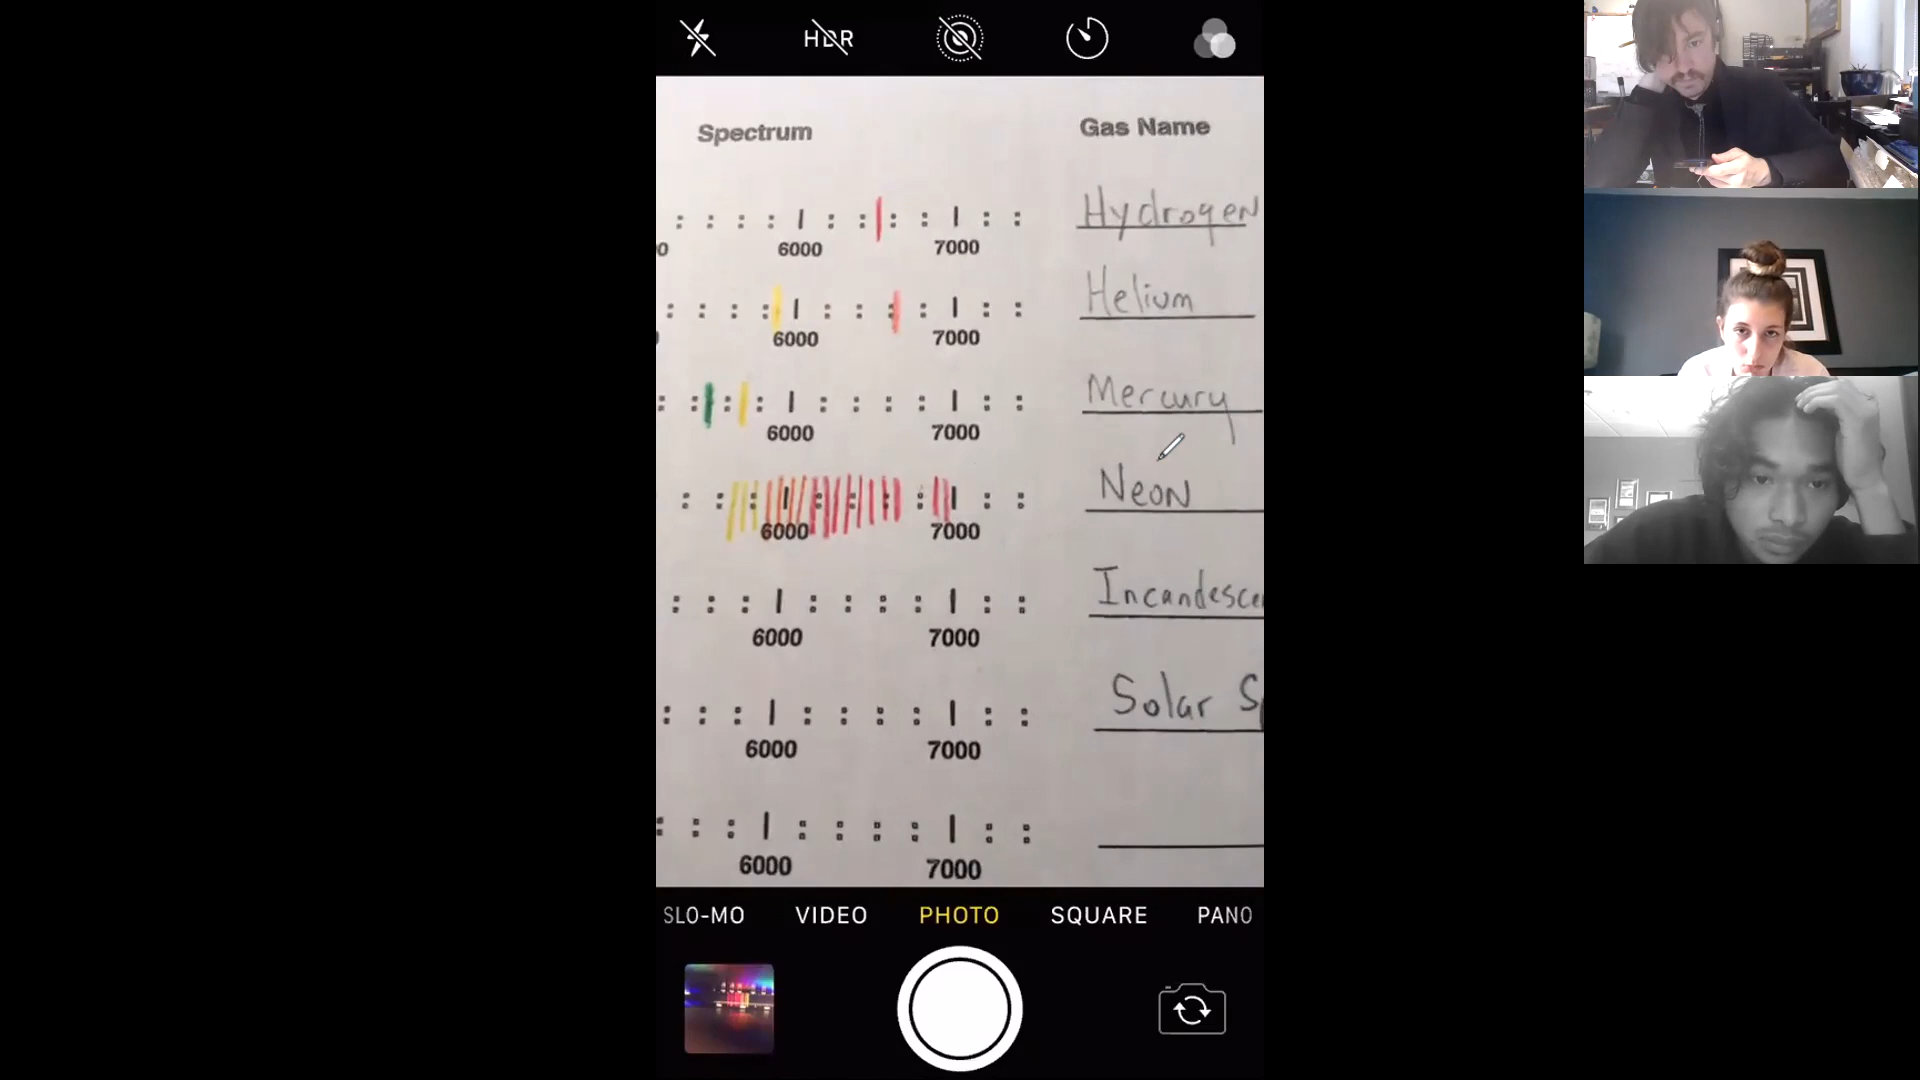 HDR
Spectrum
Gas Name
6000
7000
Hydrogen
6000
7000
Helium
6000
7000
Mercury
6000
7000
Neon
6000
7000
6000
7000
Solar
6000
7000
SLO-MO
VIDEO
PHOTO
SQUARE
PANO